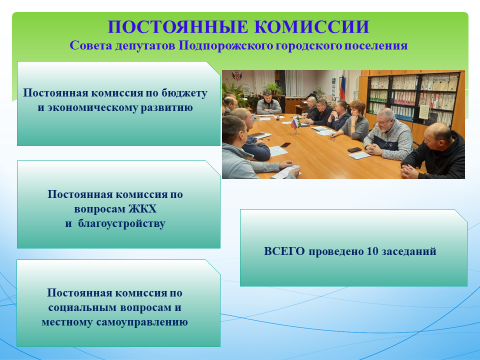 ПОСТОЯННЫЕ КОМИССИИ
Совета депутатов Подпорожского городского поселения
Постоянная комиссия по бюджету
и экономическому развитию
Постоянная комиссия по
вопросам ЖКХ
и благоустройству
ВСЕГО проведено 10 заседаний
Постоянная комиссия по
социальным вопросам и
местному самоуправлению